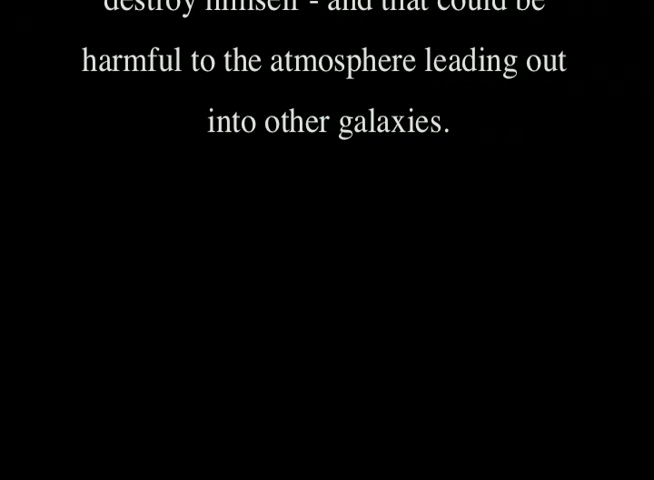 destroy himself - and that could be
harmful to the atmosphere leading out
into other galaxies.